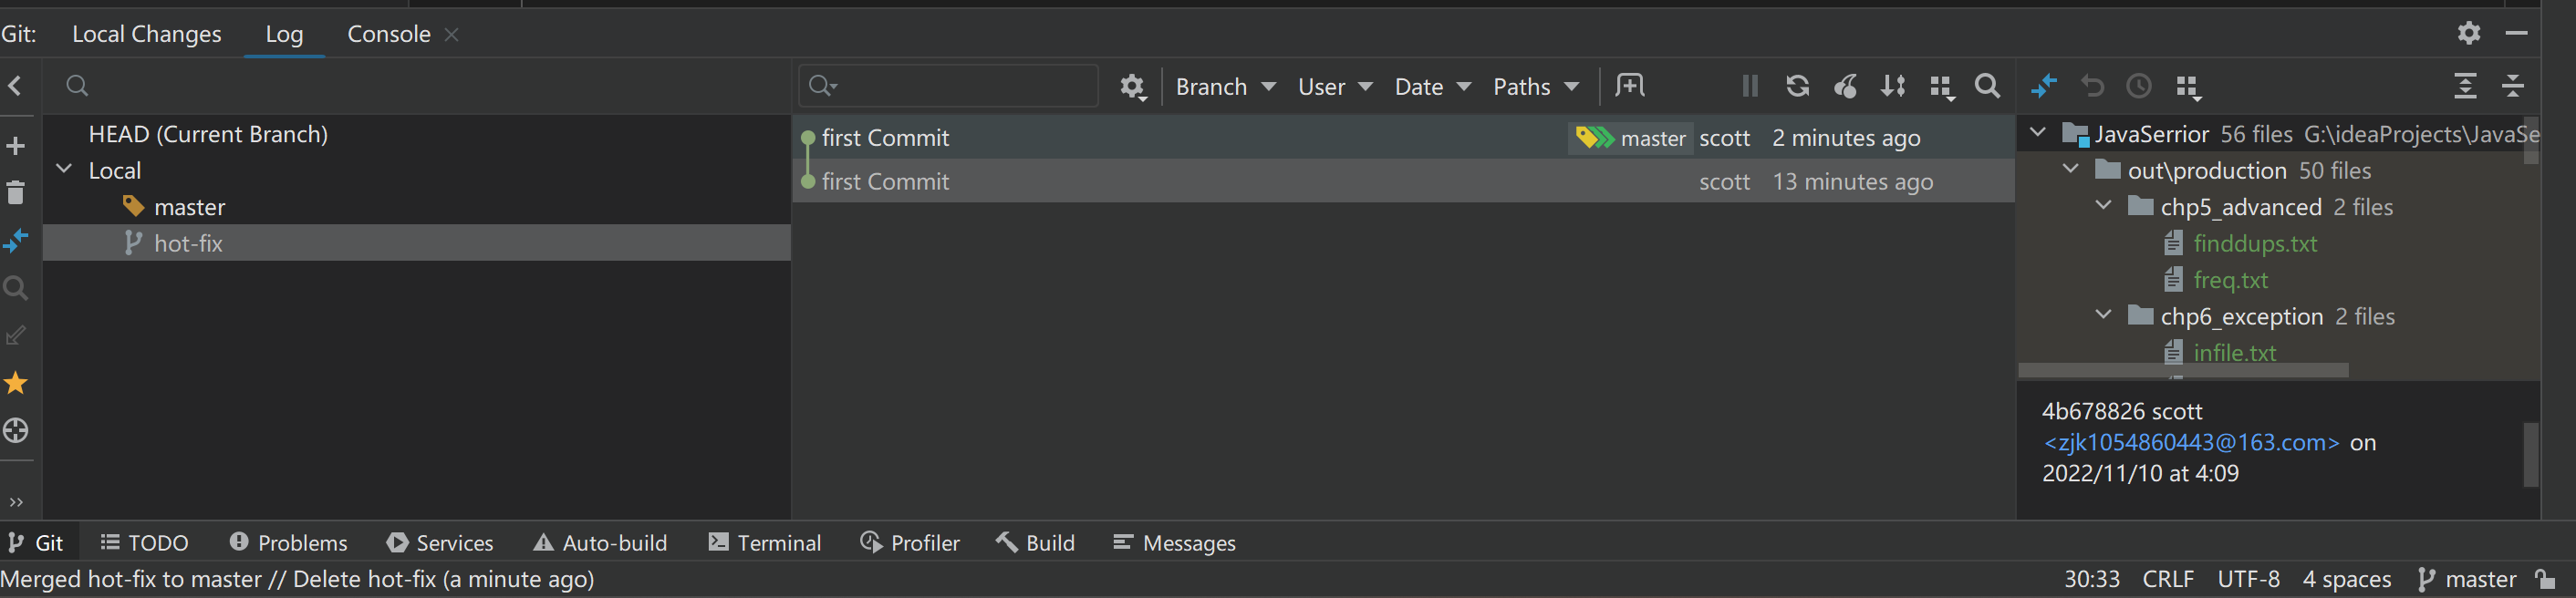 Git: Local Changes Log Console
Branch User Date Paths
HEAD (Current Branch)
Local
master
hot-fix
first Commit master scott 2 minutes ago
first Commit scott 13 minutes ago
JavaSerrior 56 files G:\ideaProjects\JavaSe
out\production 50 files
chp5_advanced 2 files
finddups.txt
freq.txt
chp6_exception 2 files
infile.txt
4b678826 scott
<zjk1054860443@163.com> on
2022/11/10 at 4:09
Git TODO Problems Services Auto-build Terminal Profiler Build Messages
Merged hot-fix to master // Delete hot-fix (a minute ago) 30:33 CRLF UTF-8 4 spaces master